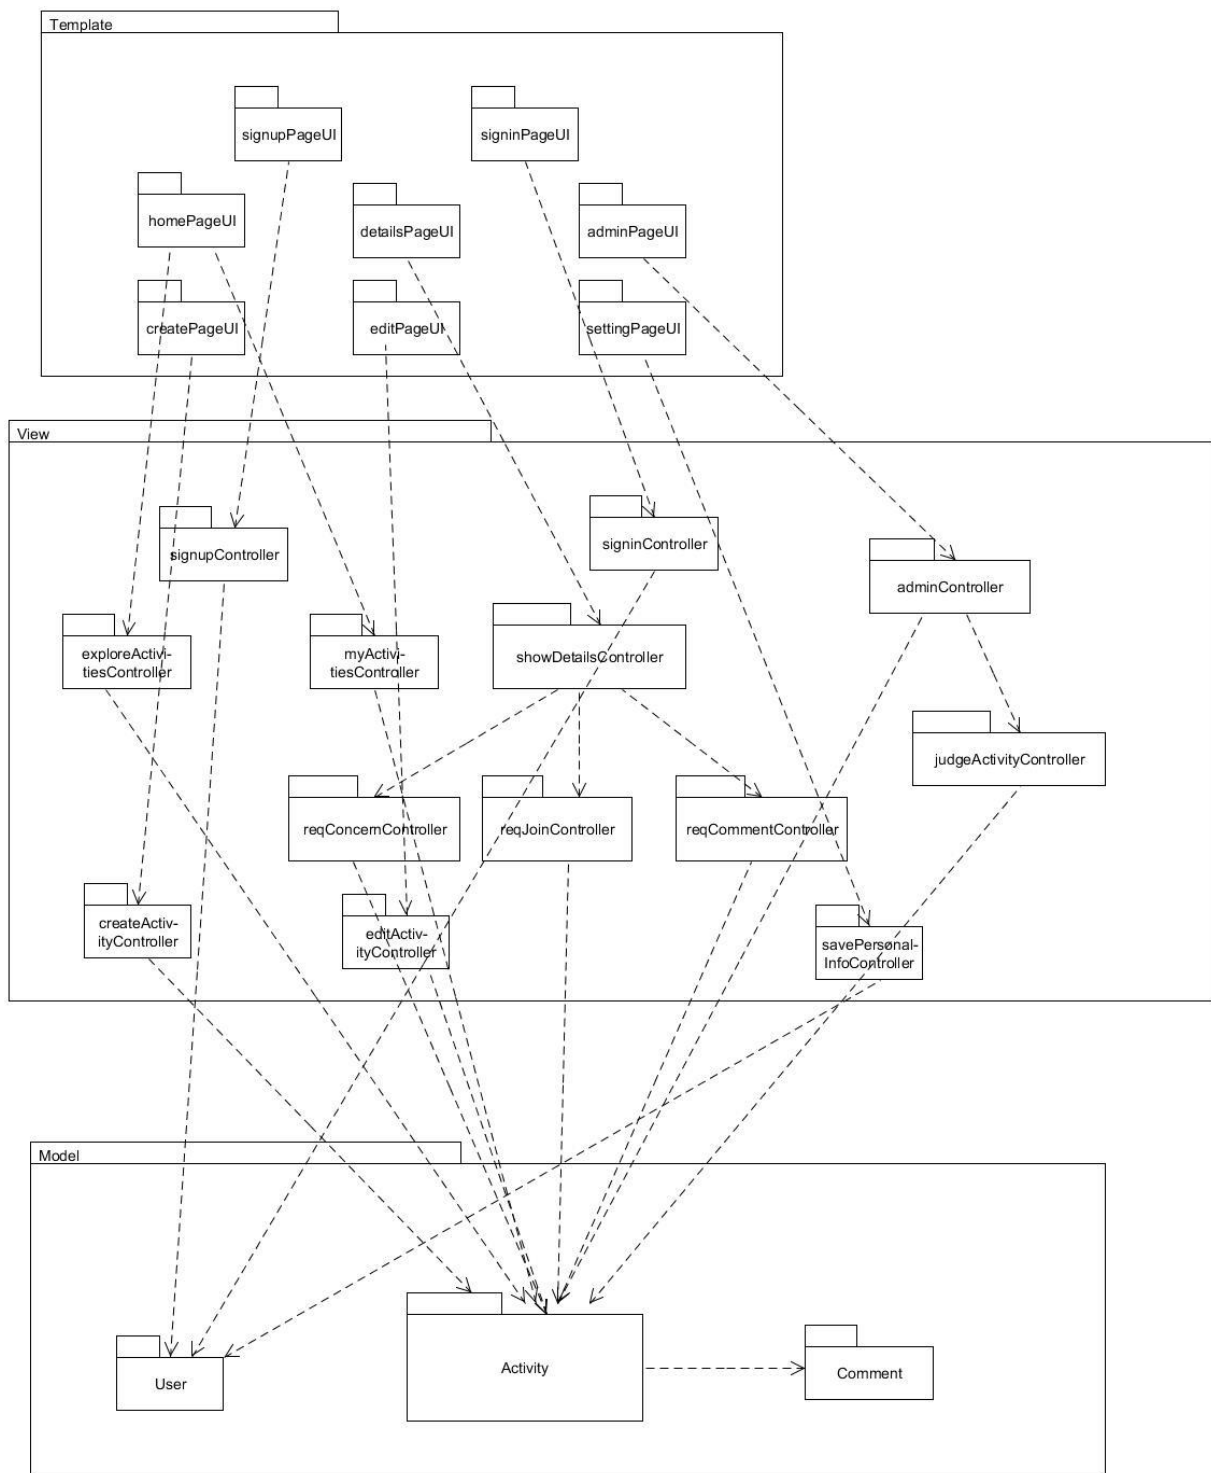 Template
signupPageUI
signinPageUI
homePageUI
detailsPageUI
adminPageUI
createPageUI
editPageUI
settingPageUI
View
signupController
signinController
adminController
exploreActivi-
tiesController
myActivi-
tiesController
showDetailsController
judgeActivityController
reqConcernController
reqJoinController
reqCommentController
createActiv-
ityController
editActiv-
ityController
savePersonal-
InfoController
Model
User
Activity
Comment